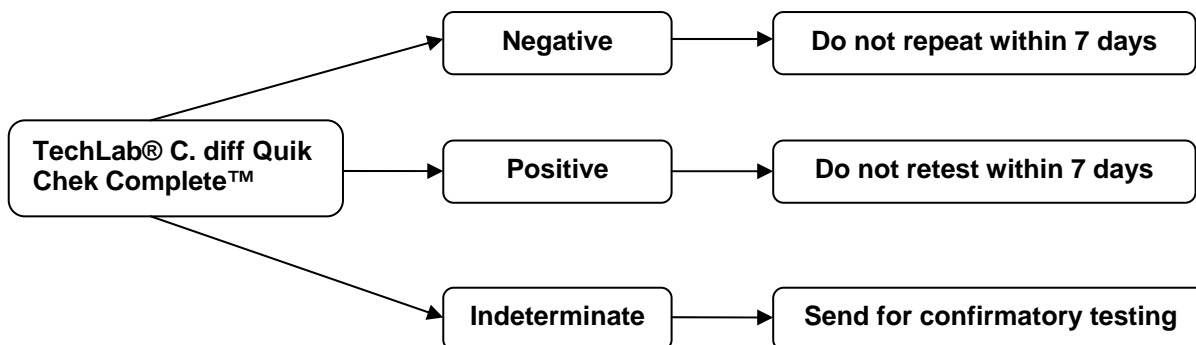 Negative
Do not repeat within 7 days
TechLab® C. diff Quik
Chek Complete™
Positive
Do not retest within 7 days
Indeterminate
Send for confirmatory testing